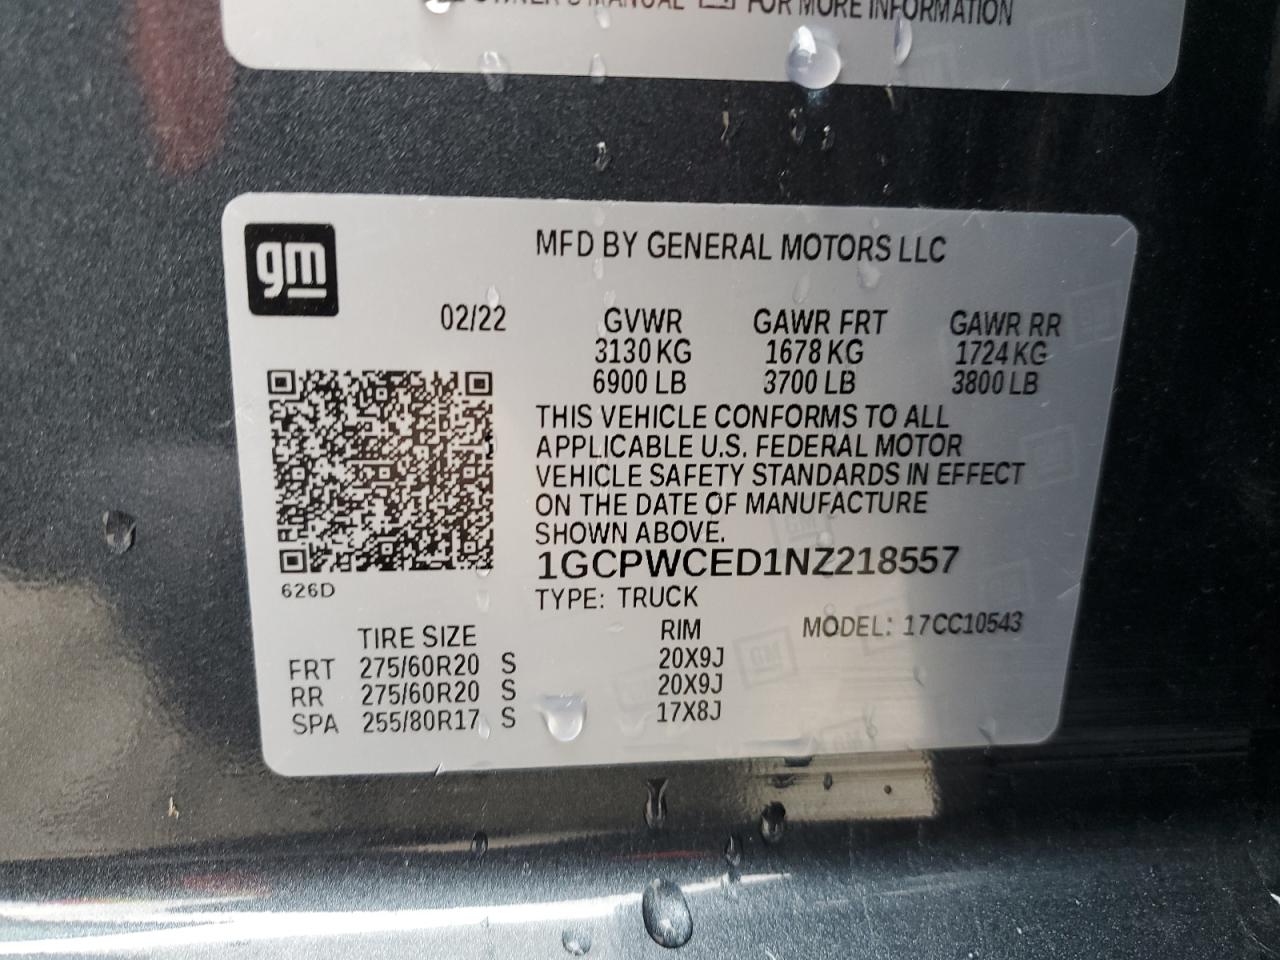 OWNER'S MANUAL FOR MORE INFORMATION
gm
MFD BY GENERAL MOTORS LLC
02/22 GVWR GAWR FRT GAWR RR
3130 KG 1678 KG 1724 KG
6900 LB 3700 LB 3800 LB
THIS VEHICLE CONFORMS TO ALL
APPLICABLE U.S. FEDERAL MOTOR
VEHICLE SAFETY STANDARDS IN EFFECT
ON THE DATE OF MANUFACTURE
SHOWN ABOVE.
1GCPWCED1NZ218557
626D
TYPE: TRUCK
TIRE SIZE RIM MODEL: 17CC10543
FRT 275/60R20 S 20X9J
RR 275/60R20 S 20X9J
SPA 255/80R17 S 17X8J